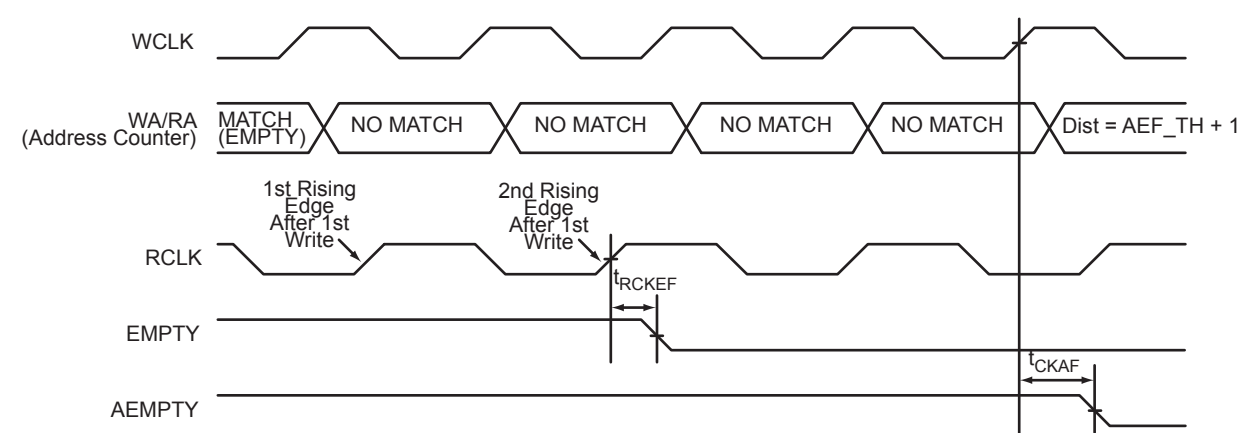 WCLK
WA/RA
(Address Counter)
MATCH
(EMPTY)
NO MATCH
NO MATCH
NO MATCH
NO MATCH
Dist = AEF_TH + 1
1st Rising
Edge
After 1st
Write
2nd Rising
Edge
After 1st
Write
RCLK
tRCKEF
EMPTY
tCKAF
AEMPTY